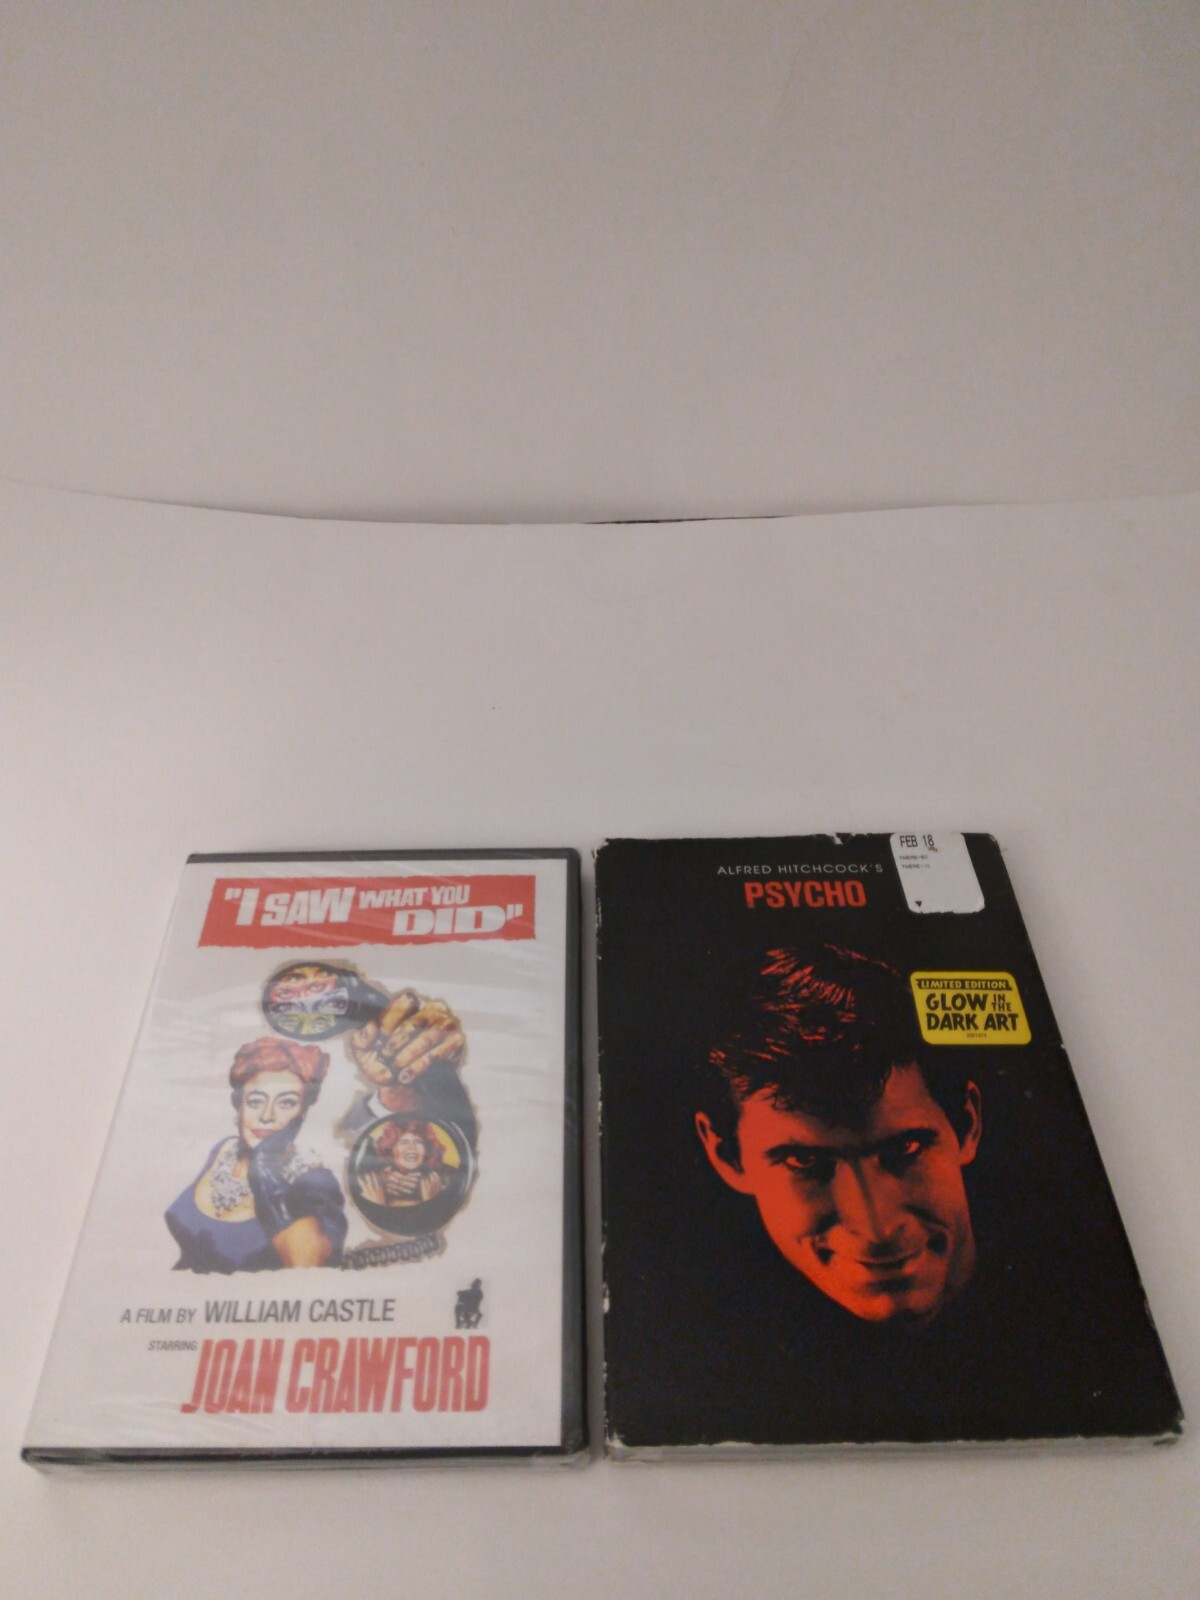 "I SAW WHAT YOU
DID"
A FILM BY WILLIAM CASTLE
STARRING JOAN CRAWFORD
ALFRED HITCHCOCK'S
PSYCHO
FEB 18
LIMITED EDITION
GLOW IN THE
DARK ART